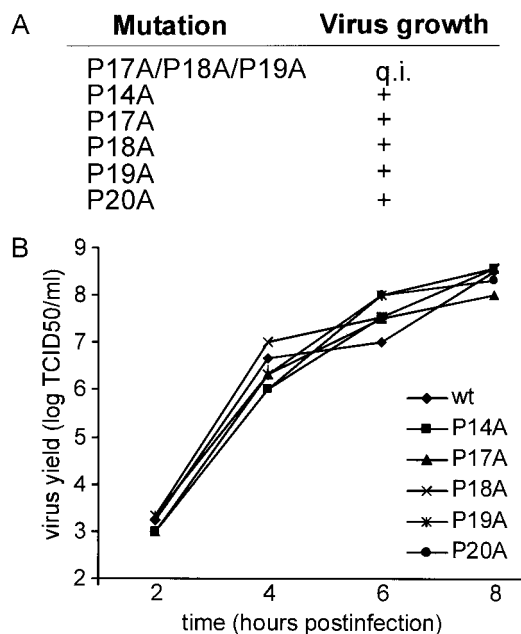 A
Mutation Virus growth
P17A/P18A/P19A q.i.
P14A +
P17A +
P18A +
P19A +
P20A +
B
virus yield (log TCID50/ml)
9
8
7
6
5
4
3
2
wt
P14A
P17A
P18A
P19A
P20A
2 4 6 8
time (hours postinfection)